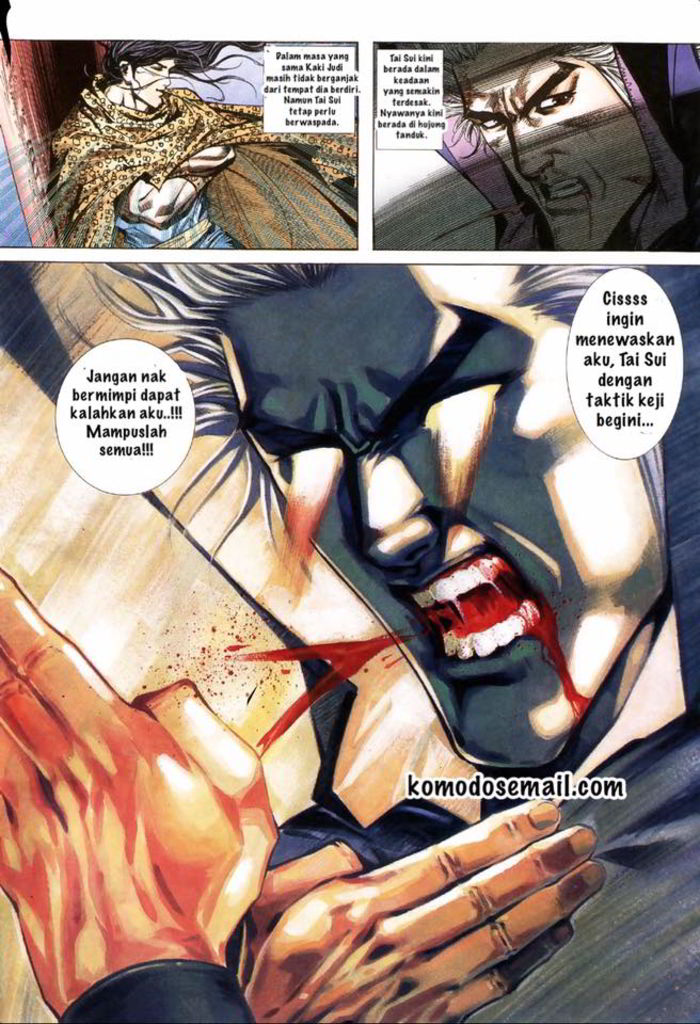 Dalam masa yang
sama Kaki Judi
masih tidak berganjak
dari tempat dia berdiri.
Namun Tai Sui
tetap perlu
berwaspada.
Tai Sui kini
berada dalam
keadaan
yang semakin
terdesak.
Nyawanya kini
berada di hujung
tanduk.
Cissss
ingin
menewaskan
aku, Tai Sui
dengan
taktik keji
begini...
Jangan nak
bermimpi dapat
kalahkan aku..!!!
Mampuslah
semua!!!
komodosemail.com